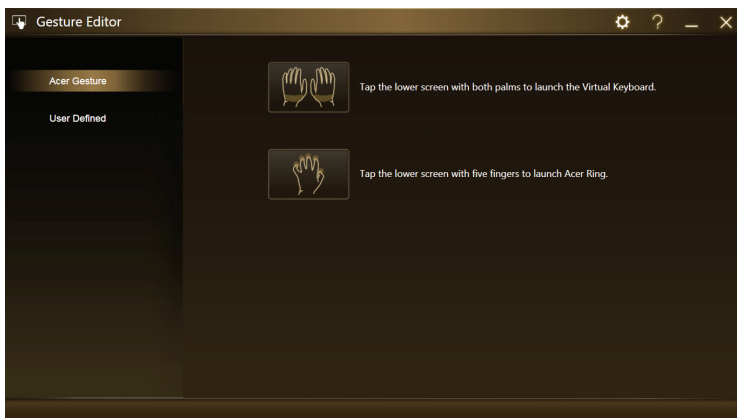 Gesture Editor
?
Acer Gesture
User Defined
Tap the lower screen with both palms to launch the Virtual Keyboard.
Tap the lower screen with five fingers to launch Acer Ring.